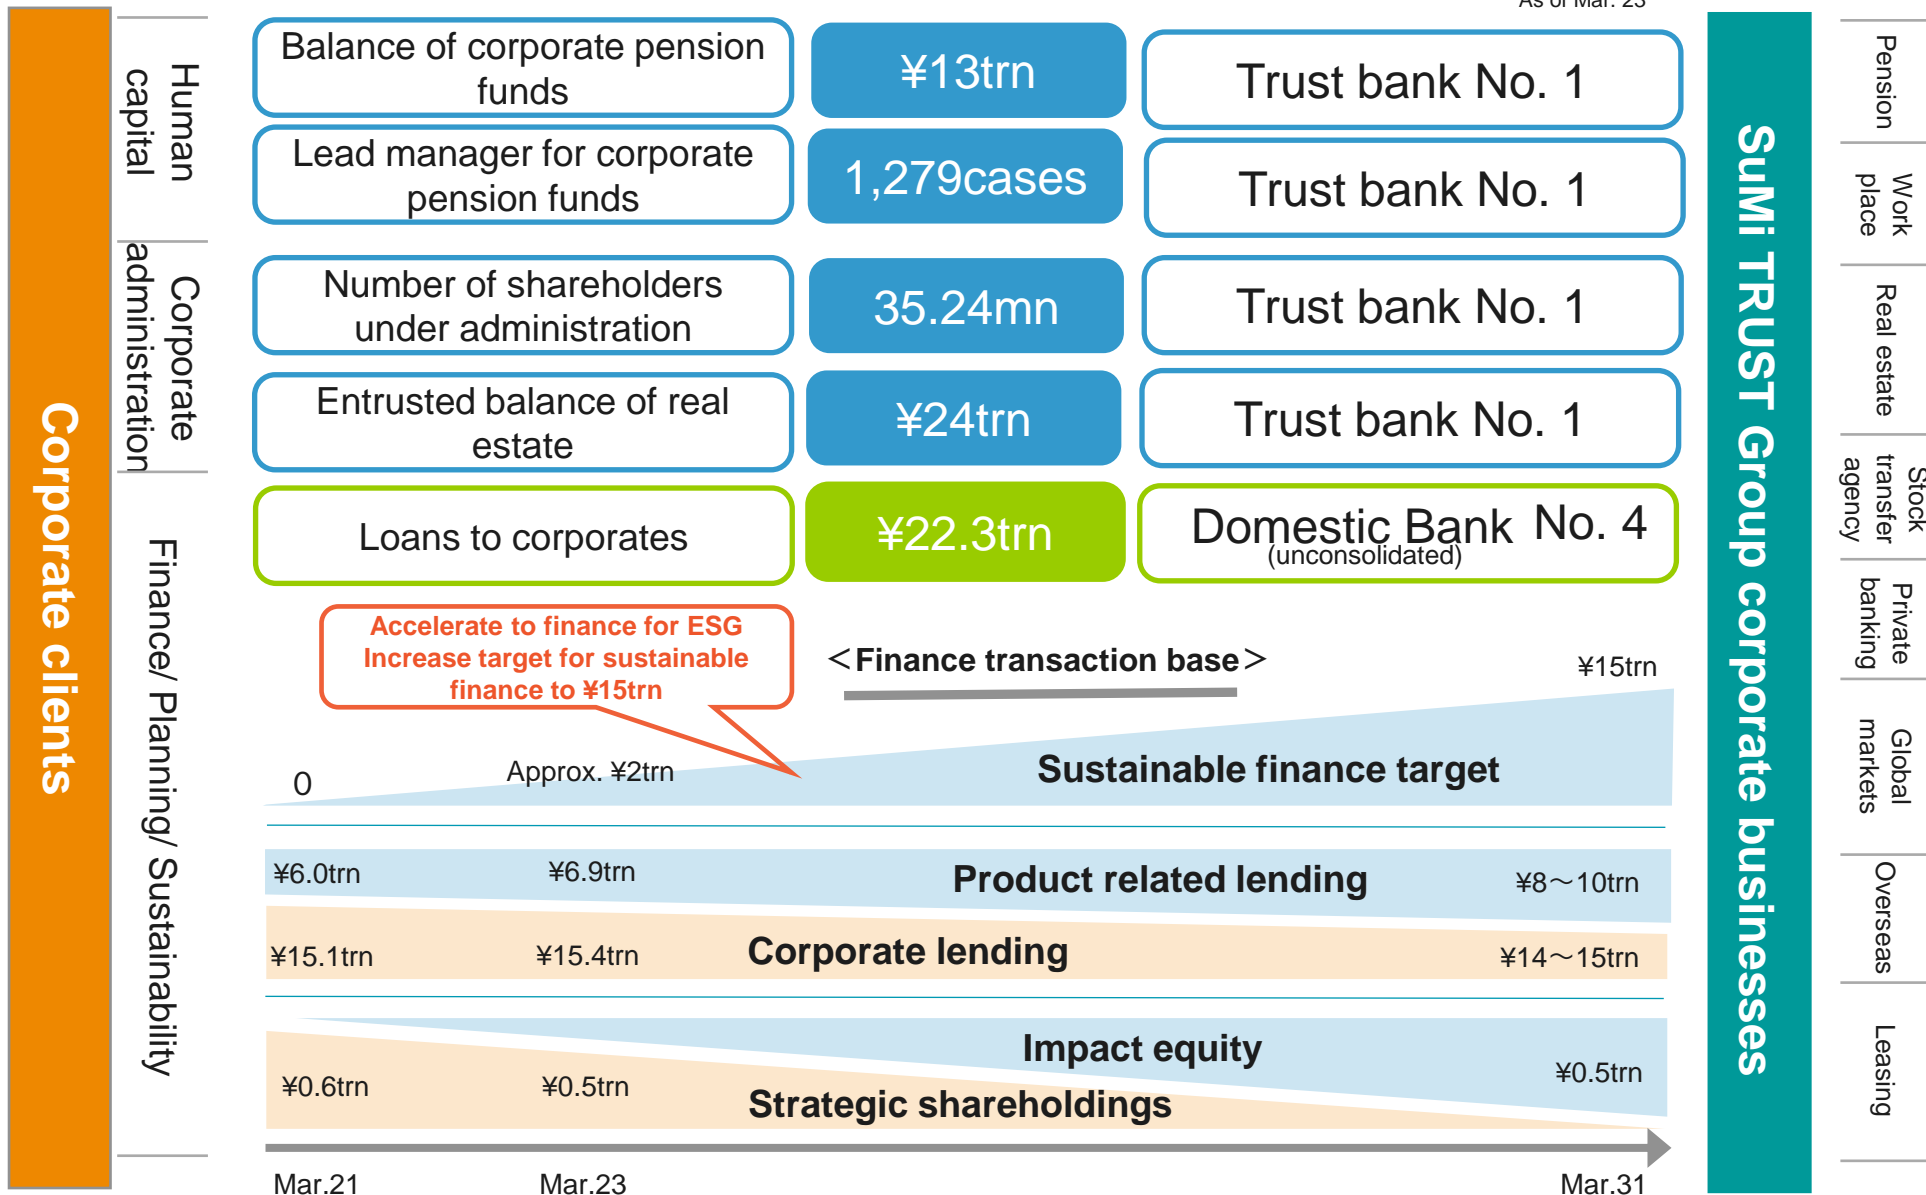 As of Mar. 23
Corporate clients
Human
capital
Corporate
administration
Finance/ Planning/ Sustainability
Balance of corporate pension
funds
¥13trn
Trust bank No. 1
Lead manager for corporate
pension funds
1,279cases
Trust bank No. 1
Number of shareholders
under administration
35.24mn
Trust bank No. 1
Entrusted balance of real
estate
¥24trn
Trust bank No. 1
Loans to corporates
¥22.3trn
Domestic Bank No. 4
(unconsolidated)
Accelerate to finance for ESG
Increase target for sustainable
finance to ¥15trn
＜Finance transaction base＞
¥15trn
0
Approx. ¥2trn
Sustainable finance target
¥6.0trn
¥6.9trn
Product related lending
¥8～10trn
¥15.1trn
¥15.4trn
Corporate lending
¥14～15trn
Impact equity
¥0.6trn
¥0.5trn
¥0.5trn
Strategic shareholdings
Mar.21
Mar.23
Mar.31
SuMi TRUST Group corporate businesses
Pension
Work
place
Real estate
Stock
transfer
agency
Private
banking
Global
markets
Overseas
Leasing